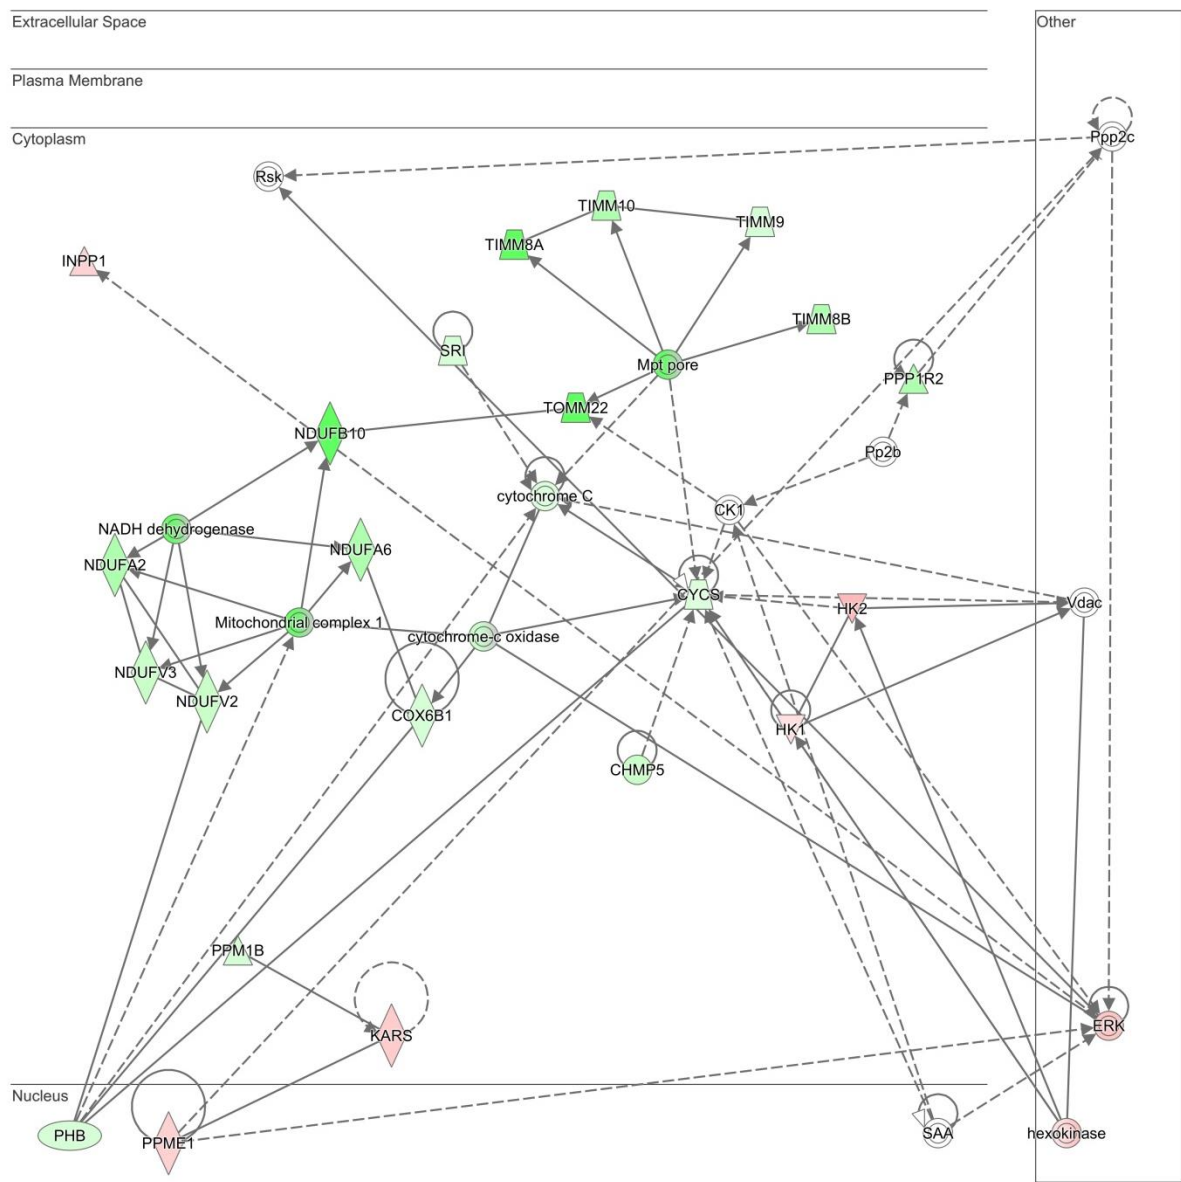 Extracellular Space
Other
Plasma Membrane
Cytoplasm
Ppp2c
Rsk
TIMM10
TIMM9
TIMM8A
INPP1
TIMM8B
SRI
Mpt pore
PPP1R2
TOMM22
NDUFB10
Pp2b
cytochrome C
CK1
NADH dehydrogenase
NDUFA6
NDUFA2
CYCS
HK2
Vdac
Mitochondrial complex 1
cytochrome-c oxidase
NDUFV3
NDUFV2
COX6B1
HK1
CHMP5
PPM1B
ERK
KARS
Nucleus
PHB
PPME1
SAA
hexokinase